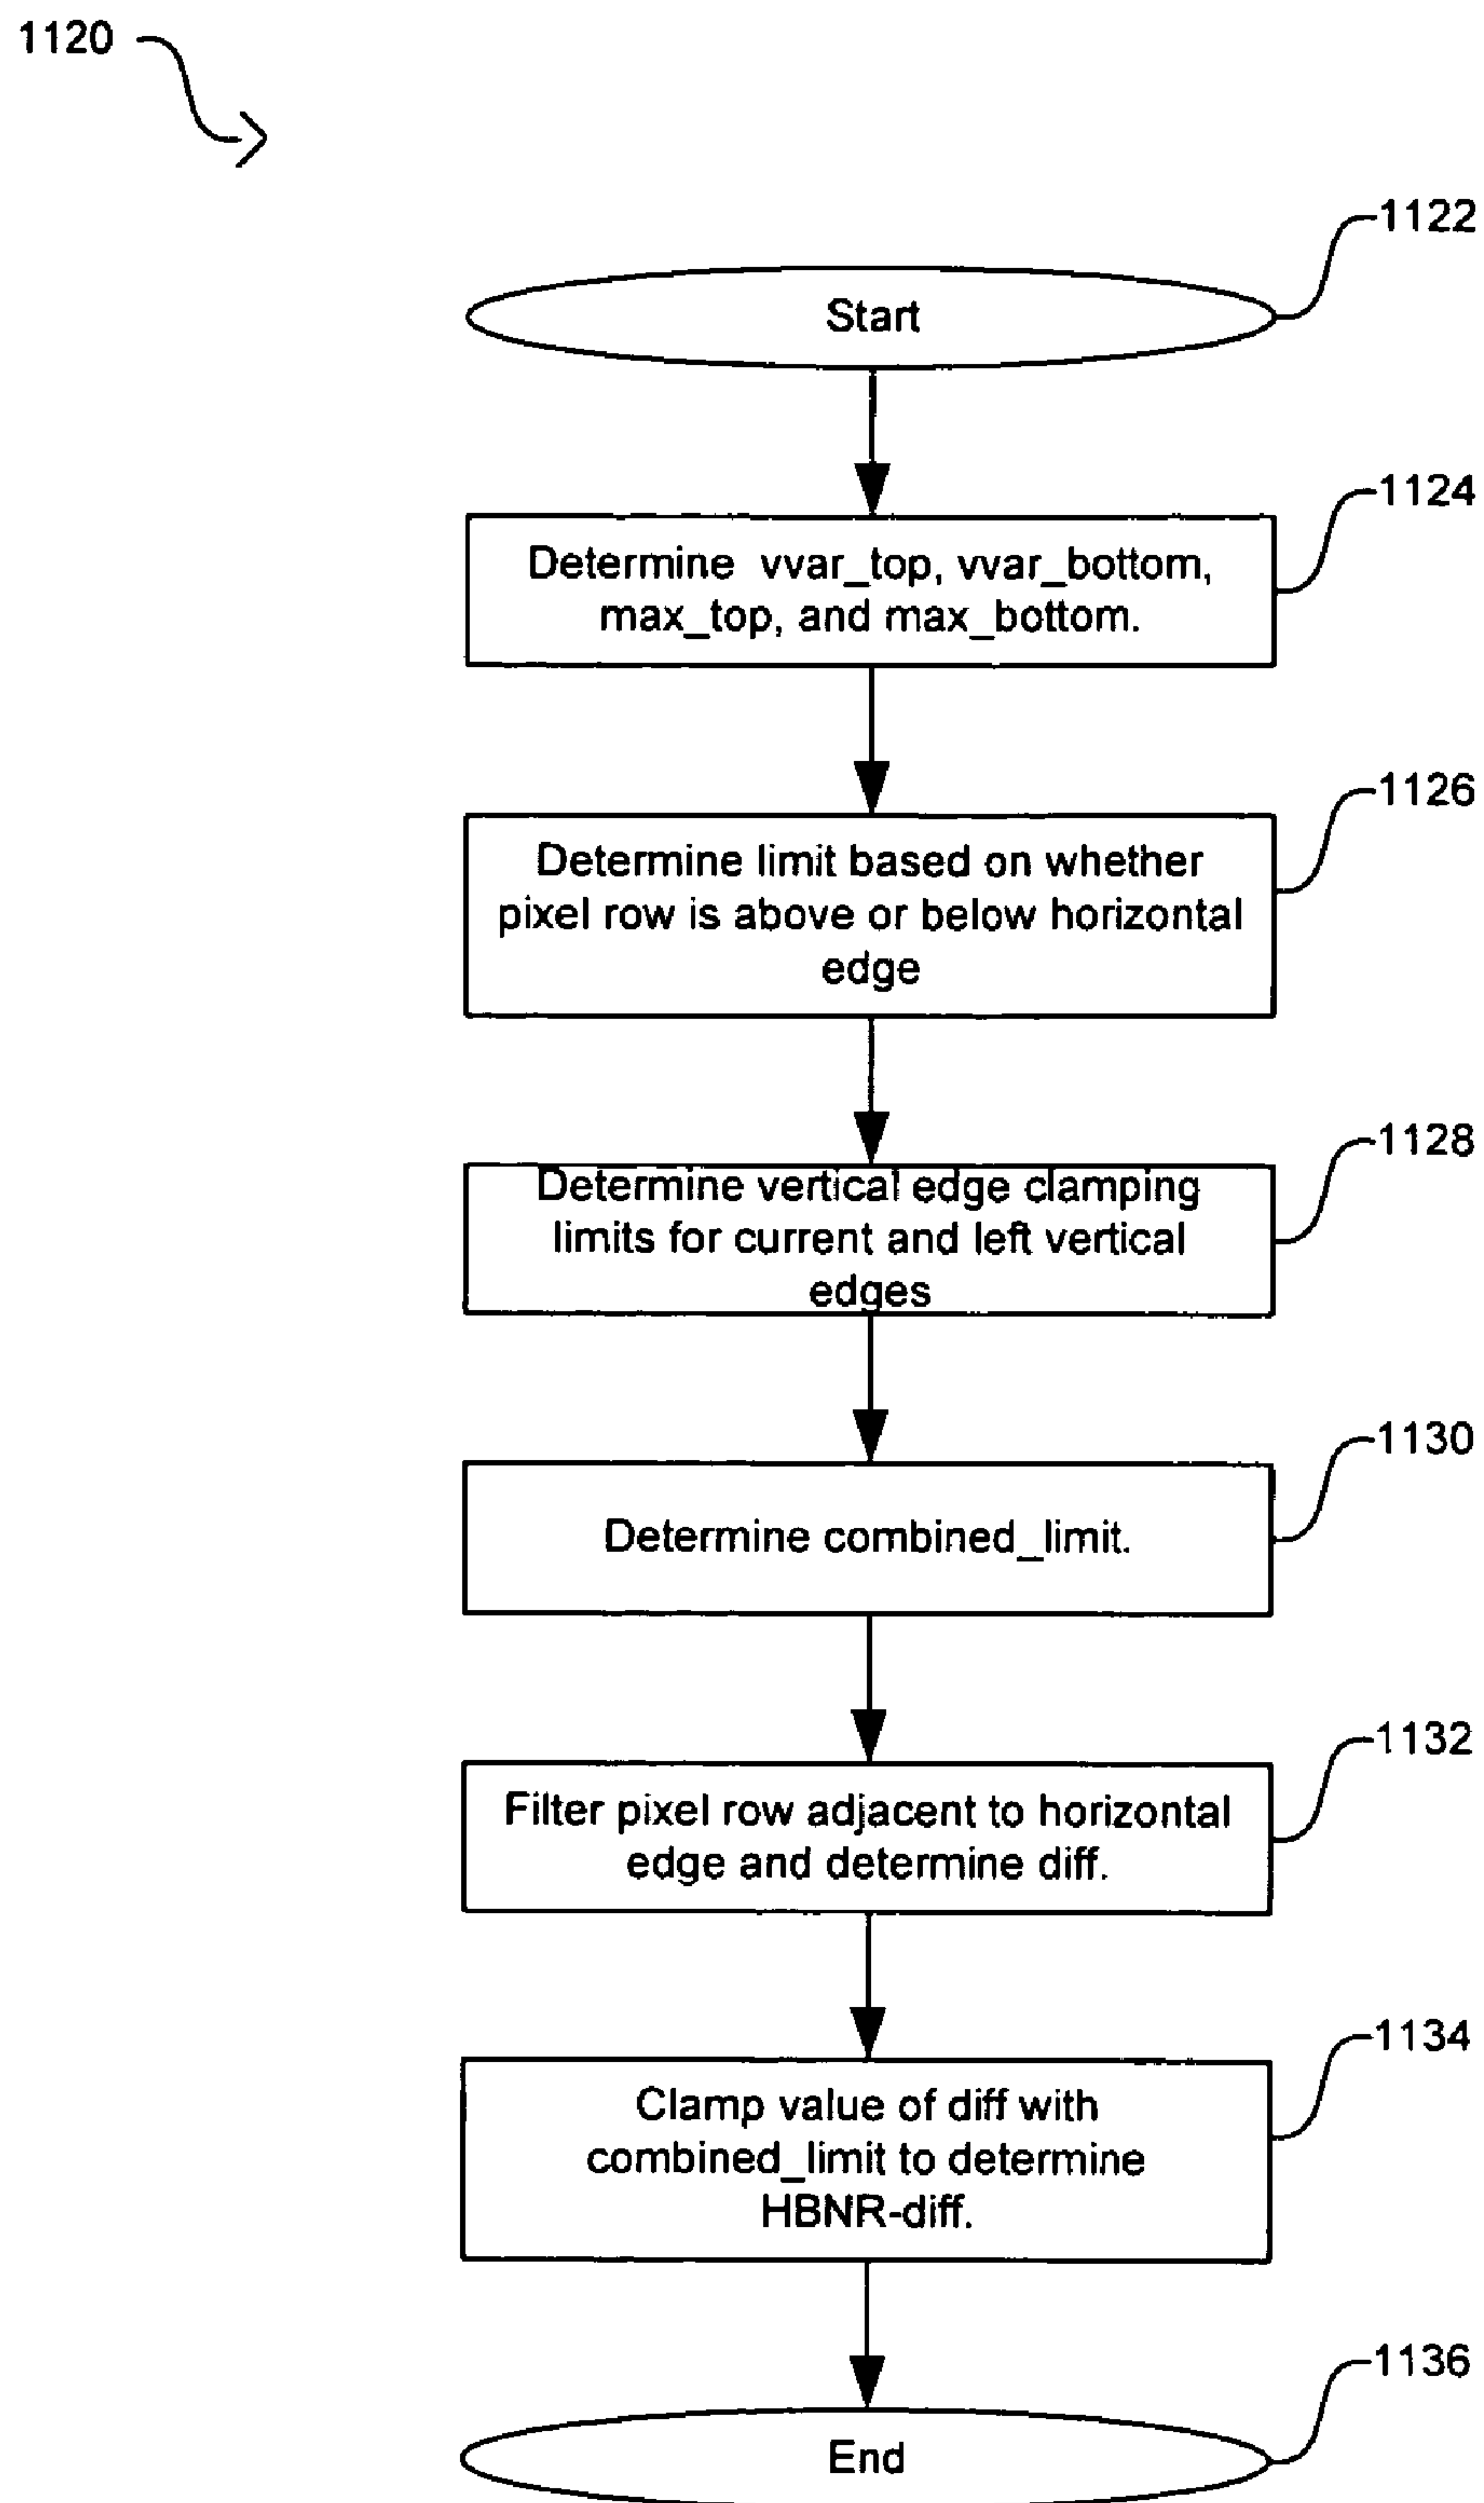 1120
1122
Start
1124
Determine vvar_top, vvar_bottom,
max_top, and max_bottom.
1126
Determine limit based on whether
pixel row is above or below horizontal
edge
1128
Determine vertical edge clamping
limits for current and left vertical
edges
1130
Determine combined_limit.
1132
Filter pixel row adjacent to horizontal
edge and determine diff.
1134
Clamp value of diff with
combined_limit to determine
HBNR-diff.
1136
End